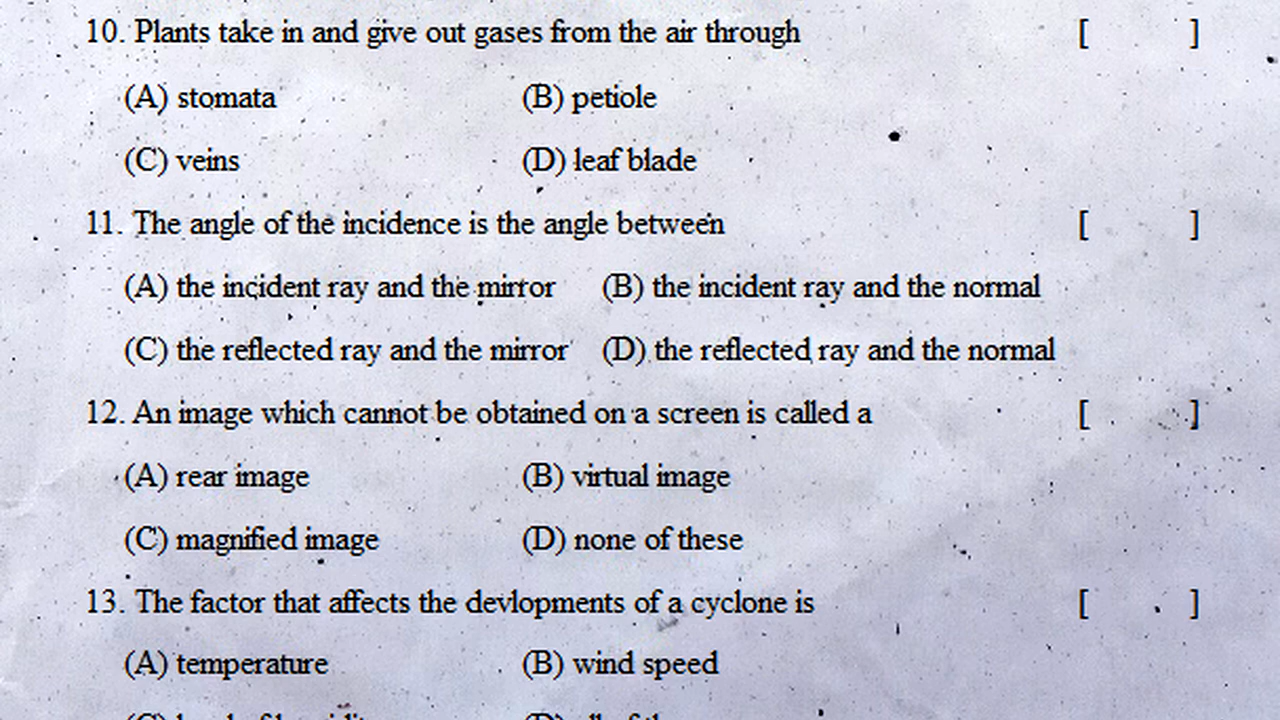 10. Plants take in and give out gases from the air through [ ]
(A) stomata (B) petiole
(C) veins (D) leaf blade
11. The angle of the incidence is the angle between [ ]
(A) the incident ray and the mirror (B) the incident ray and the normal
(C) the reflected ray and the mirror (D) the reflected ray and the normal
12. An image which cannot be obtained on a screen is called a [ ]
(A) rear image (B) virtual image
(C) magnified image (D) none of these
13. The factor that affects the devlopments of a cyclone is [ ]
(A) temperature (B) wind speed